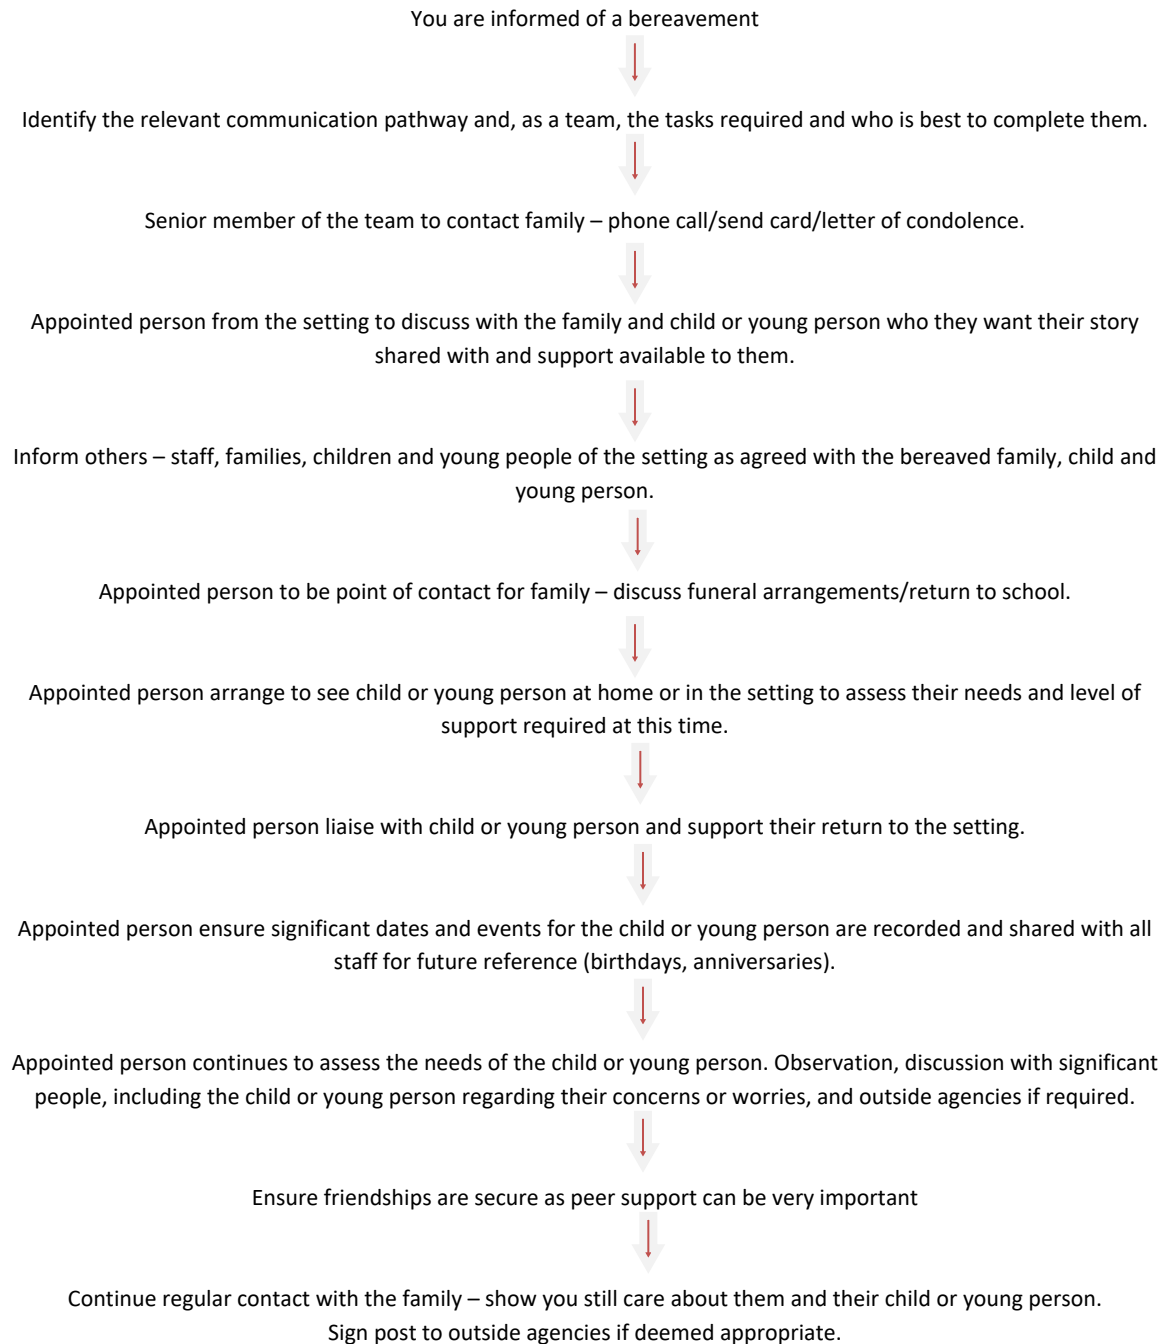 You are informed of a bereavement
Identify the relevant communication pathway and, as a team, the tasks required and who is best to complete them.
Senior member of the team to contact family – phone call/send card/letter of condolence.
Appointed person from the setting to discuss with the family and child or young person who they want their story
shared with and support available to them.
Inform others – staff, families, children and young people of the setting as agreed with the bereaved family, child and
young person.
Appointed person to be point of contact for family – discuss funeral arrangements/return to school.
Appointed person arrange to see child or young person at home or in the setting to assess their needs and level of
support required at this time.
Appointed person liaise with child or young person and support their return to the setting.
Appointed person ensure significant dates and events for the child or young person are recorded and shared with all
staff for future reference (birthdays, anniversaries).
Appointed person continues to assess the needs of the child or young person. Observation, discussion with significant
people, including the child or young person regarding their concerns or worries, and outside agencies if required.
Ensure friendships are secure as peer support can be very important
Continue regular contact with the family – show you still care about them and their child or young person.
Sign post to outside agencies if deemed appropriate.